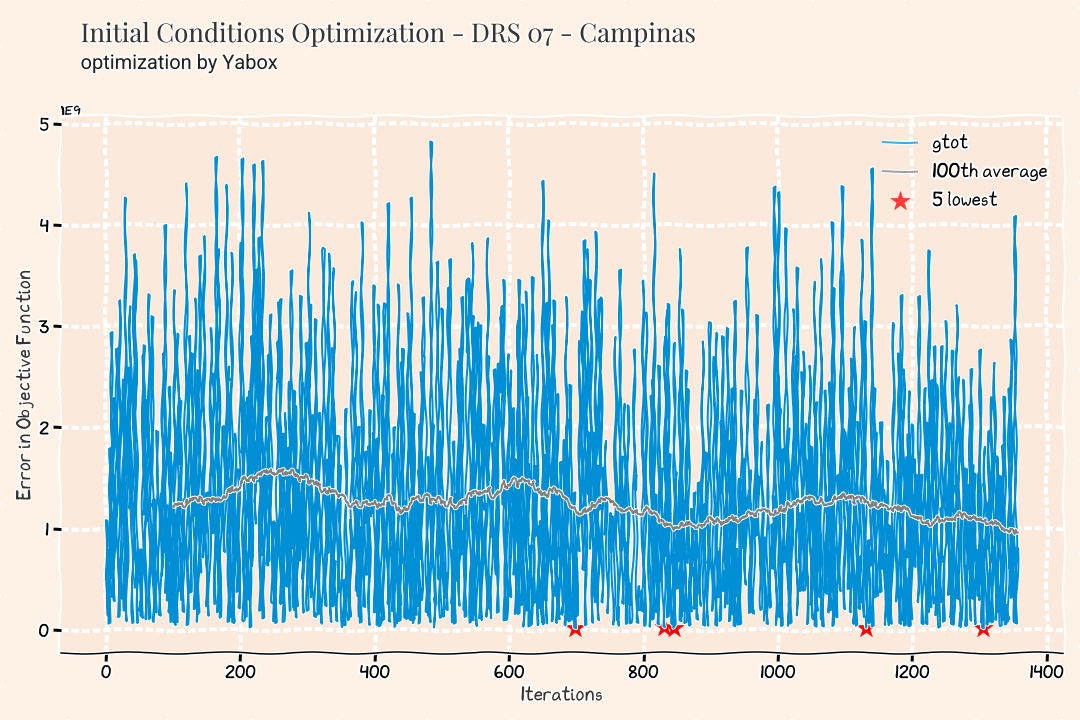 Initial Conditions Optimization - DRS 07 - Campinas
optimization by Yabox
1E9
gtot
100th average
5 lowest
5
4
3
2
1
0
Error in Objective Function
0 200 400 600 800 1000 1200 1400
Iterations